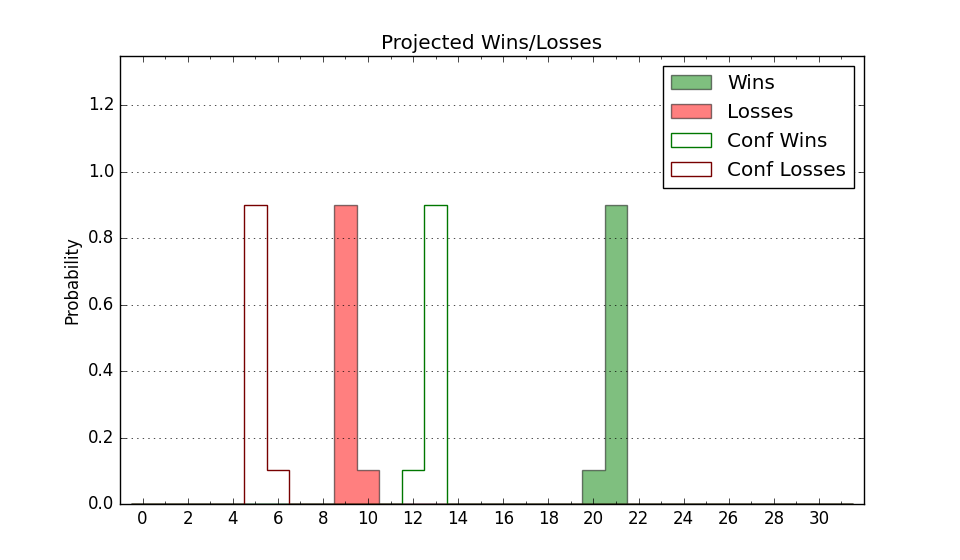 Projected Wins/Losses
Wins
Losses
Conf Wins
Conf Losses
Probability
1.2
1.0
0.8
0.6
0.4
0.2
0.0
0 2 4 6 8 10 12 14 16 18 20 22 24 26 28 30